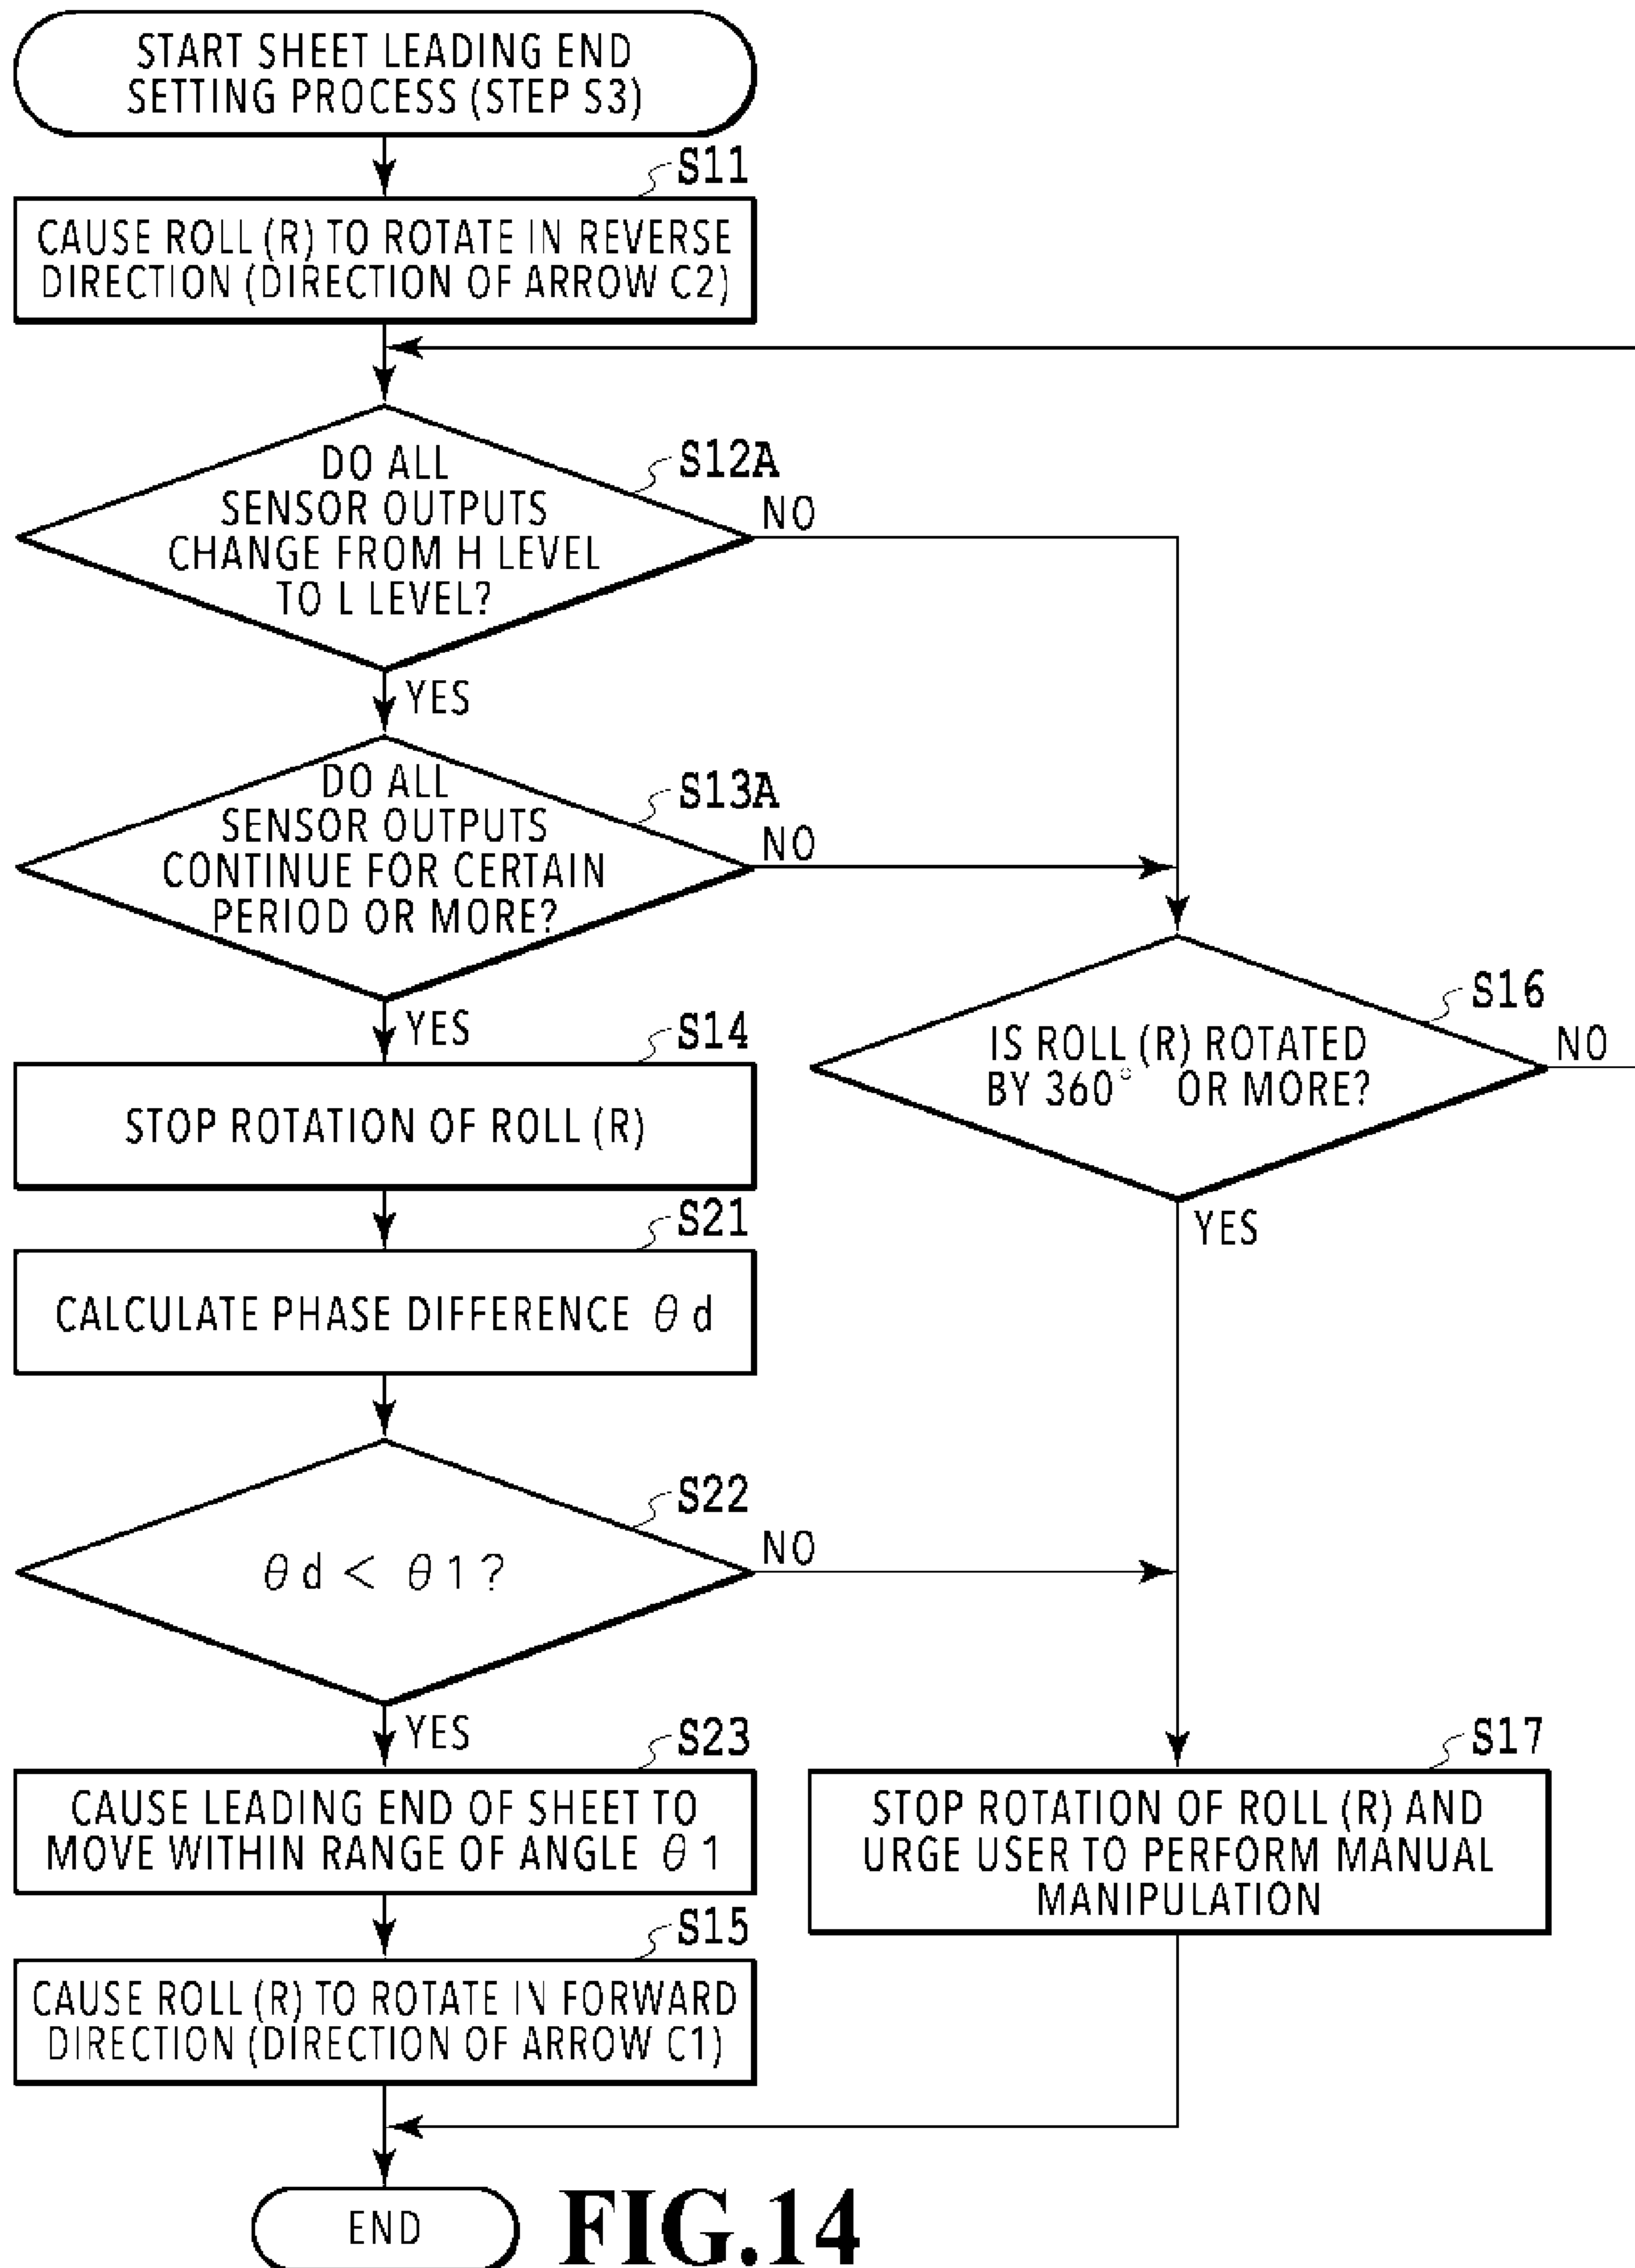 START SHEET LEADING END
SETTING PROCESS (STEP S3)
S11
CAUSE ROLL (R) TO ROTATE IN REVERSE
DIRECTION (DIRECTION OF ARROW C2)
S12A
DO ALL
SENSOR OUTPUTS
CHANGE FROM H LEVEL
TO L LEVEL?
NO
YES
S13A
DO ALL
SENSOR OUTPUTS
CONTINUE FOR CERTAIN
PERIOD OR MORE?
NO
YES
S16
IS ROLL (R) ROTATED
BY 360° OR MORE?
NO
YES
S14
STOP ROTATION OF ROLL (R)
S21
CALCULATE PHASE DIFFERENCE θ d
S22
θ d < θ 1 ?
NO
YES
S23
CAUSE LEADING END OF SHEET TO
MOVE WITHIN RANGE OF ANGLE θ 1
S17
STOP ROTATION OF ROLL (R) AND
URGE USER TO PERFORM MANUAL
MANIPULATION
S15
CAUSE ROLL (R) TO ROTATE IN FORWARD
DIRECTION (DIRECTION OF ARROW C1)
END
FIG.14